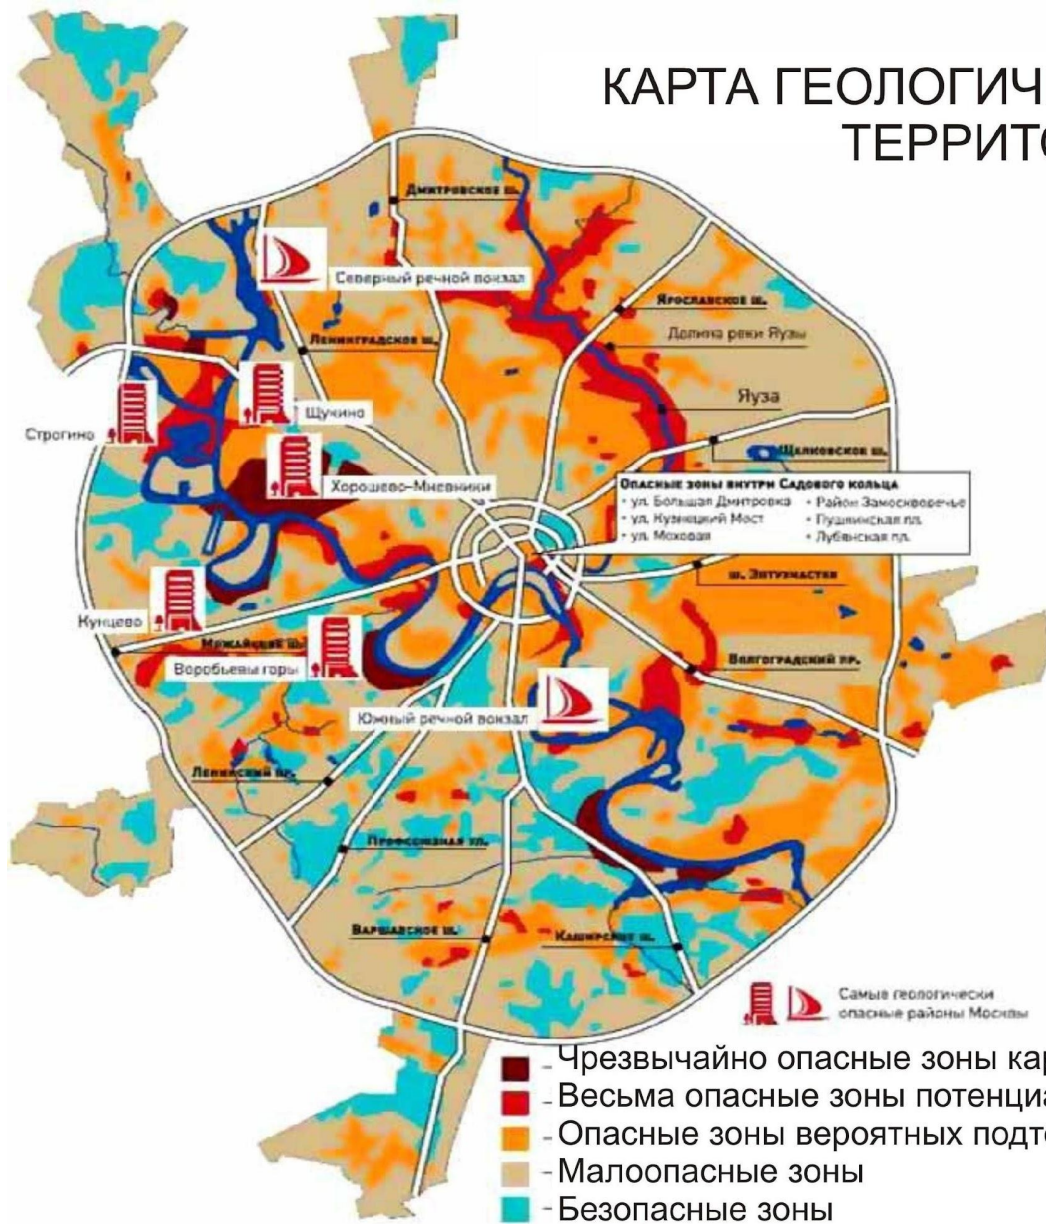 КАРТА ГЕОЛОГИЧ
ТЕРРИТО
Дмитровское ш.
Северный речной вокзал
Ярославское ш.
Ленинградское ш.
Долина реки Яузы
Яуза
Щукино
Строгино
Щелковское ш.
Хорошево-Мневники
Опасные зоны внутри Садового кольца
• ул. Большая Дмитровка
• ул. Кузнецкий Мост
• ул. Моховая
• Район Замоскворечье
• Пушкинская пл.
• Лубянская пл.
ш. Энтузиастов
Кунцево
Можайское ш.
Воробьевы горы
Волгоградский пр.
Южный речной вокзал
Ленинский пр.
Профсоюзная ул.
Варшавское ш.
Каширское ш.
Самые геологически
опасные районы Москвы
- Чрезвычайно опасные зоны кар
- Весьма опасные зоны потенциа
- Опасные зоны вероятных подто
- Малоопасные зоны
- Безопасные зоны